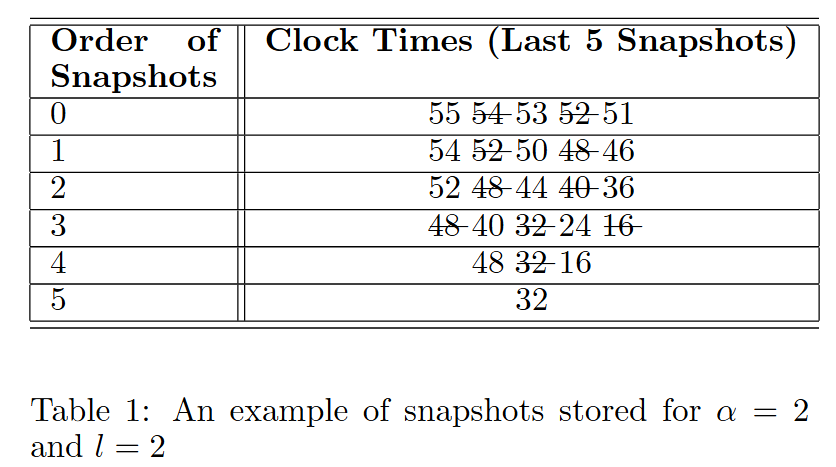 Order of Snapshots Clock Times (Last 5 Snapshots)
0 55 54 53 52 51
1 54 52 50 48 46
2 52 48 44 40 36
3 48 40 32 24 16
4 48 32 16
5 32
Table 1: An example of snapshots stored for α = 2
and l = 2